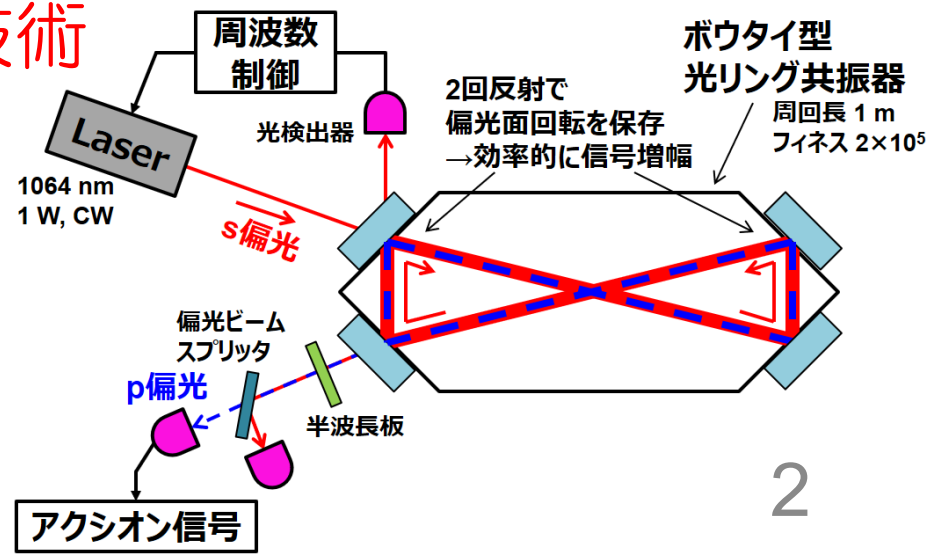 技術
周波数
制御
ボウタイ型
光リング共振器
周回長 1 m
フィネス 2×10⁵
2回反射で
偏光面回転を保存
→効率的に信号増幅
光検出器
Laser
1064 nm
1 W, CW
s偏光
偏光ビーム
スプリッタ
p偏光
半波長板
アクシオン信号
2